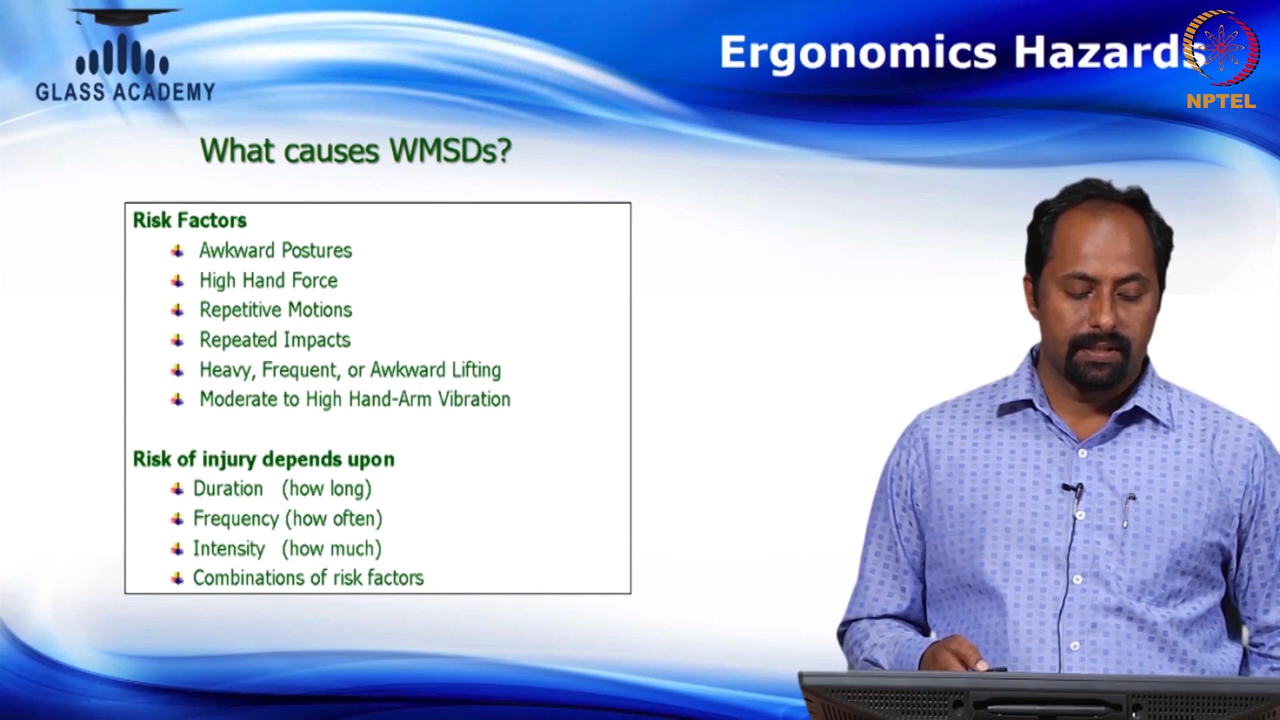 GLASS ACADEMY
Ergonomics Hazards
NPTEL
What causes WMSDs?
Risk Factors
Awkward Postures
High Hand Force
Repetitive Motions
Repeated Impacts
Heavy, Frequent, or Awkward Lifting
Moderate to High Hand-Arm Vibration
Risk of injury depends upon
Duration (how long)
Frequency (how often)
Intensity (how much)
Combinations of risk factors